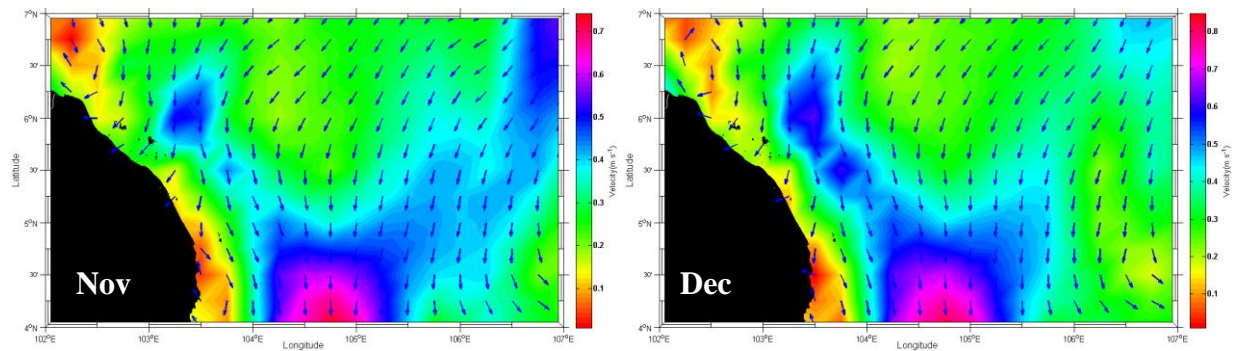 7°N
30'
6°N
30'
5°N
30'
4°N
Latitude
Nov
102°E
103°E
104°E
105°E
106°E
107°E
Longitude
0.7
0.6
0.5
0.4
0.3
0.2
0.1
Velocity(m s⁻¹)
7°N
30'
6°N
30'
5°N
30'
4°N
Latitude
Dec
102°E
103°E
104°E
105°E
106°E
107°E
Longitude
0.8
0.7
0.6
0.5
0.4
0.3
0.2
0.1
Velocity(m s⁻¹)